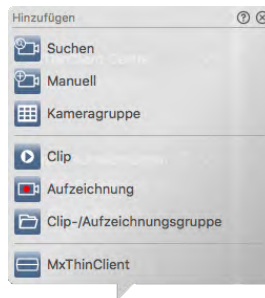 Hinzufügen
Suchen
Manuell
Kameragruppe
Clip
Aufzeichnung
Clip-/Aufzeichnungsgruppe
MxThinClient